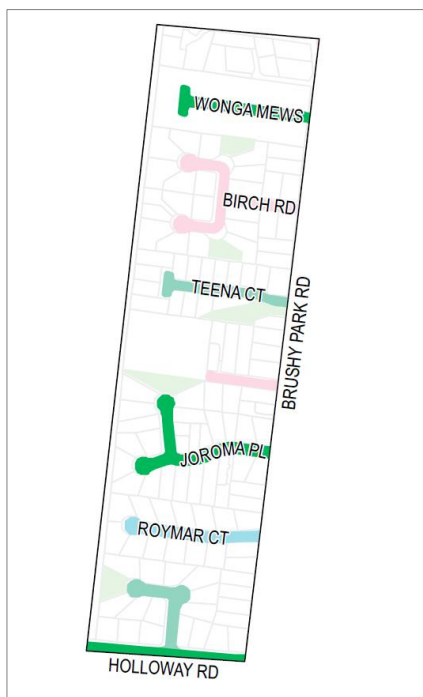 WONGA MEWS
BIRCH RD
TEENA CT
BRUSHY PARK RD
JOROMA PL
ROYMAR CT
HOLLOWAY RD